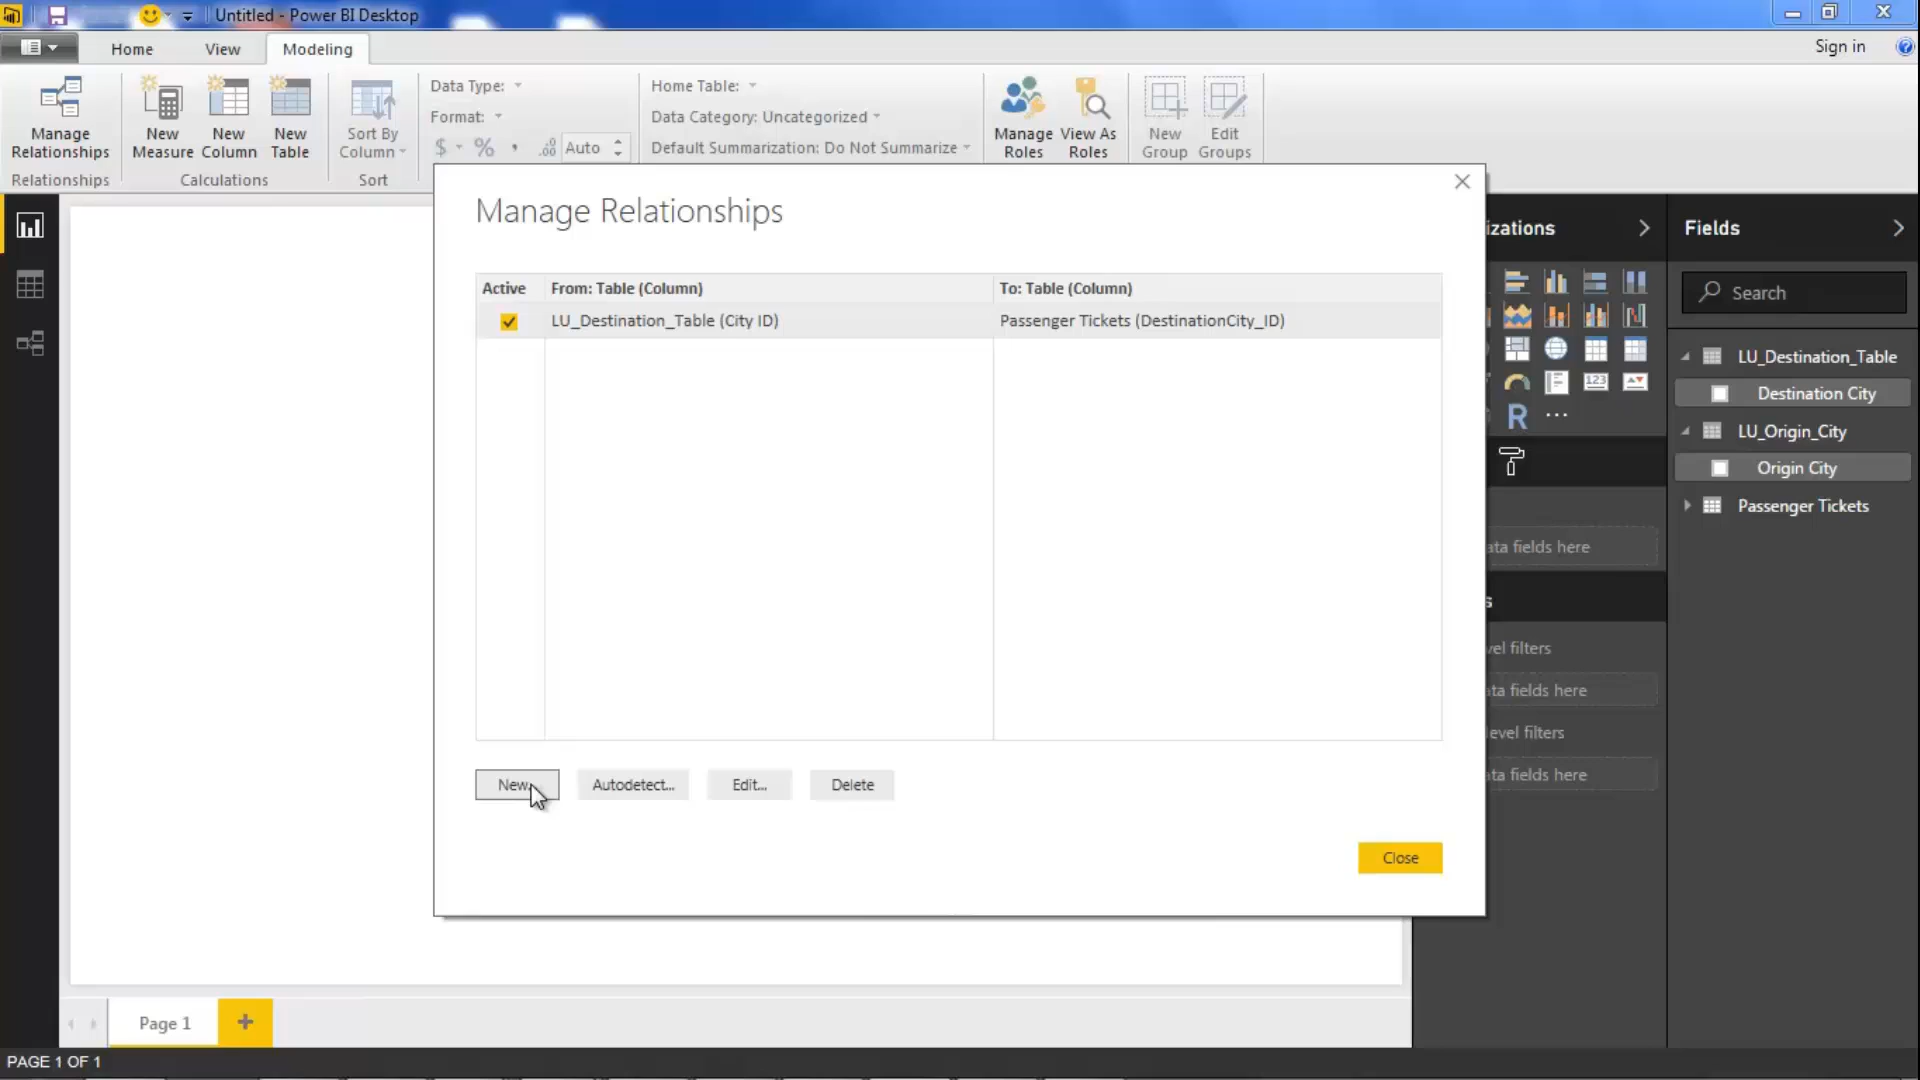 Untitled - Power BI Desktop
Home
View
Modeling
Sign in
?
Manage
Relationships
New
Measure
New
Column
New
Table
Sort By
Column
Data Type:
Format:
$
%
,
.00
Auto
Home Table:
Data Category: Uncategorized
Default Summarization: Do Not Summarize
Manage
Roles
View As
Roles
New
Group
Edit
Groups
Relationships
Calculations
Sort
Manage Relationships
Active
From: Table (Column)
To: Table (Column)
LU_Destination_Table (City ID)
Passenger Tickets (DestinationCity_ID)
New
Autodetect...
Edit...
Delete
Close
izations
R
123
ata fields here
s
vel filters
ata fields here
level filters
ata fields here
Fields
Search
LU_Destination_Table
Destination City
LU_Origin_City
Origin City
Passenger Tickets
Page 1
+
PAGE 1 OF 1